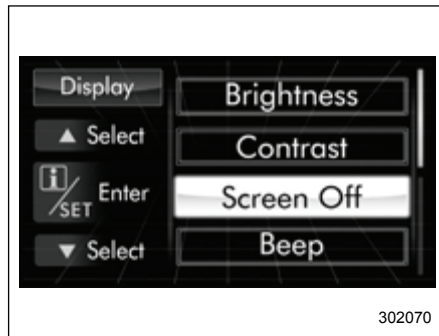 Display
▲ Select
i/SET Enter
▼ Select
Brightness
Contrast
Screen Off
Beep
302070